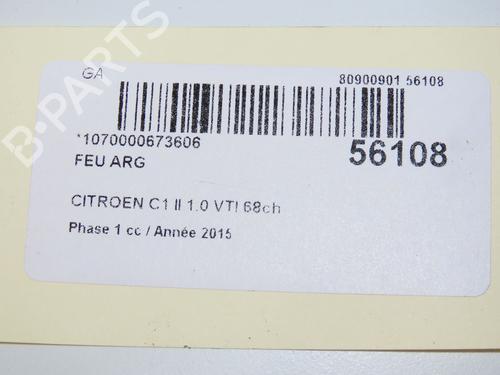 GA
80900901 56108
*1070000673606
56108
FEU ARG
CITROEN C1 II 1.0 VTI 68ch
Phase 1 cc / Année 2015
B-PARTS